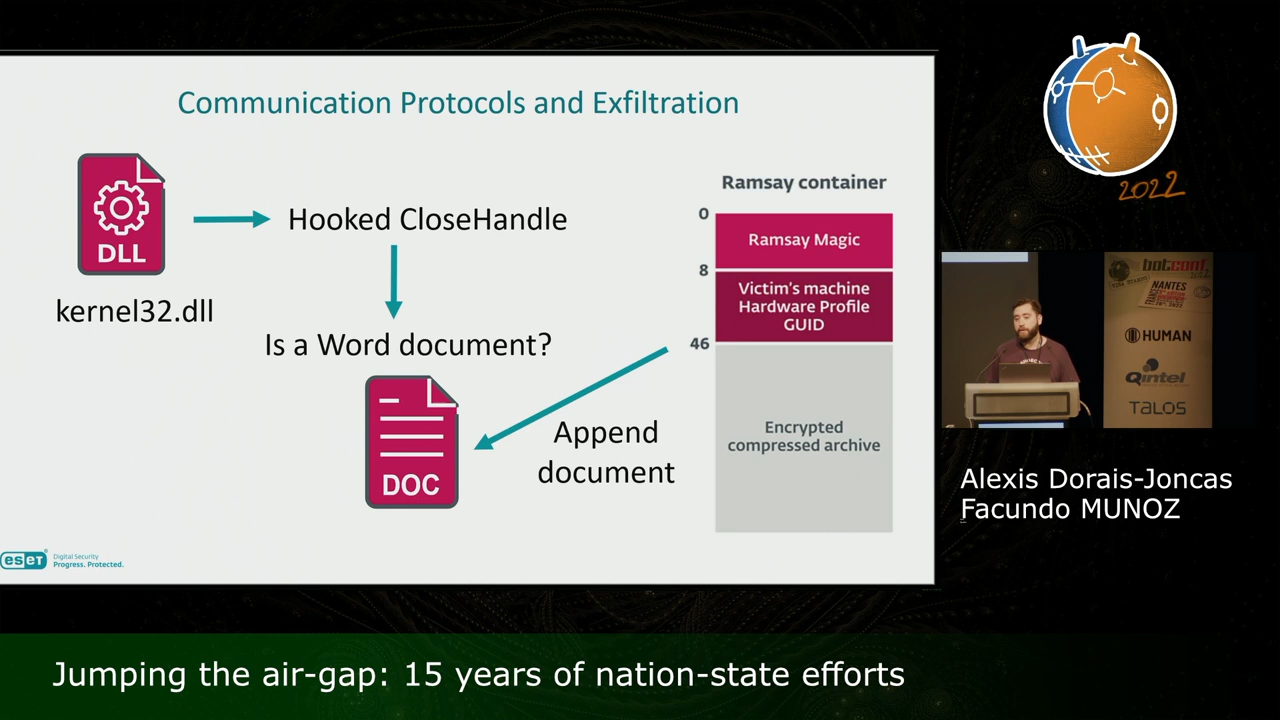 Communication Protocols and Exfiltration
DLL
kernel32.dll
Hooked CloseHandle
Is a Word document?
DOC
Append
document
Ramsay container
0
Ramsay Magic
8
Victim's machine
Hardware Profile
GUID
46
Encrypted
compressed archive
eset
Digital Security
Progress. Protected.
2022
botconf
NANTES
HUMAN
Qintel
TALOS
Alexis Dorais-Joncas
Facundo MUNOZ
Jumping the air-gap: 15 years of nation-state efforts